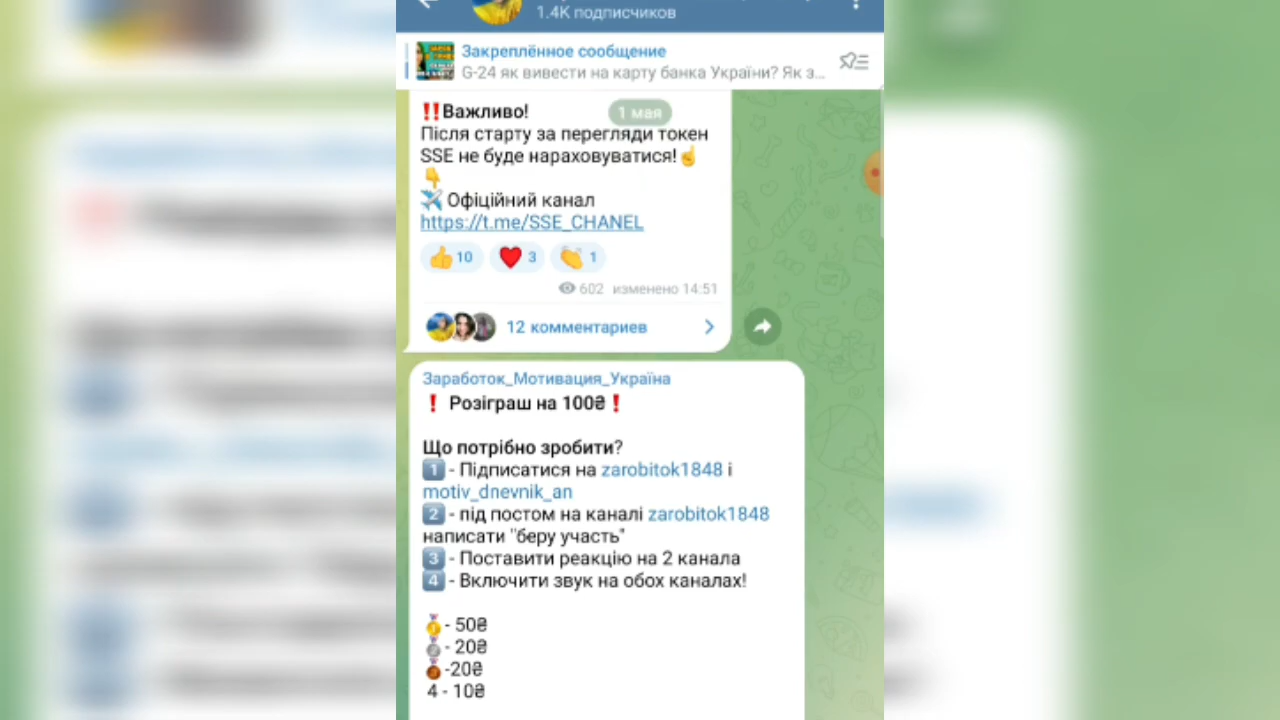 1.4K подписчиков
Закреплённое сообщение
G-24 як вивести на карту банка України? Як з...
1 мая
‼️Важливо!
Після старту за перегляди токен
SSE не буде нараховуватися!☝️
👇
✈️ Офіційний канал
https://t.me/SSE_CHANEL
👍 10 ❤️ 3 👏 1
602 изменено 14:51
12 комментариев
Заработок_Мотивация_Україна
❗ Розіграш на 100₴❗
Що потрібно зробити?
1️⃣ - Підписатися на zarobitok1848 і
motiv_dnevnik_an
2️⃣ - під постом на каналі zarobitok1848
написати "беру участь"
3️⃣ - Поставити реакцію на 2 канала
4️⃣ - Включити звук на обох каналах!
🥇- 50₴
🥈- 20₴
🥉-20₴
4 - 10₴